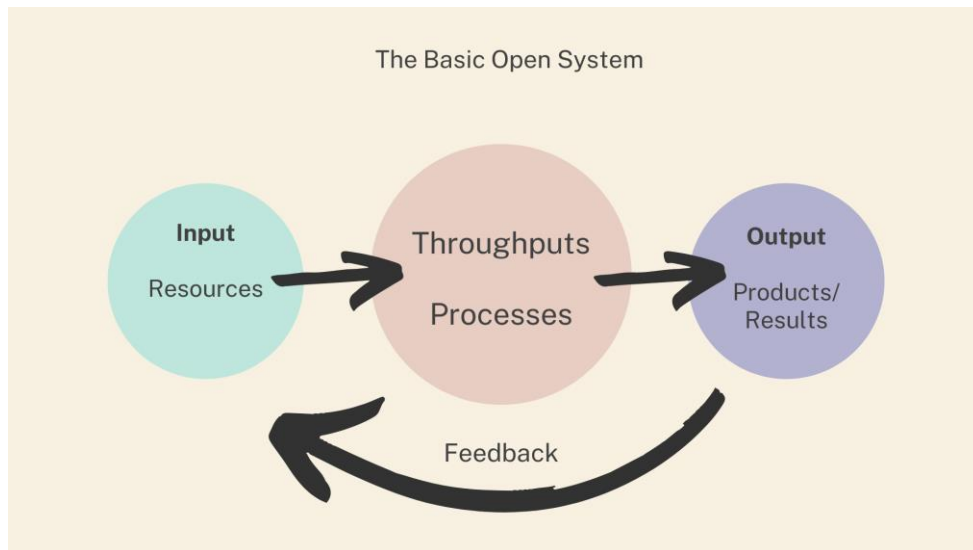 The Basic Open System
Input
Resources
Throughputs
Processes
Output
Products/
Results
Feedback